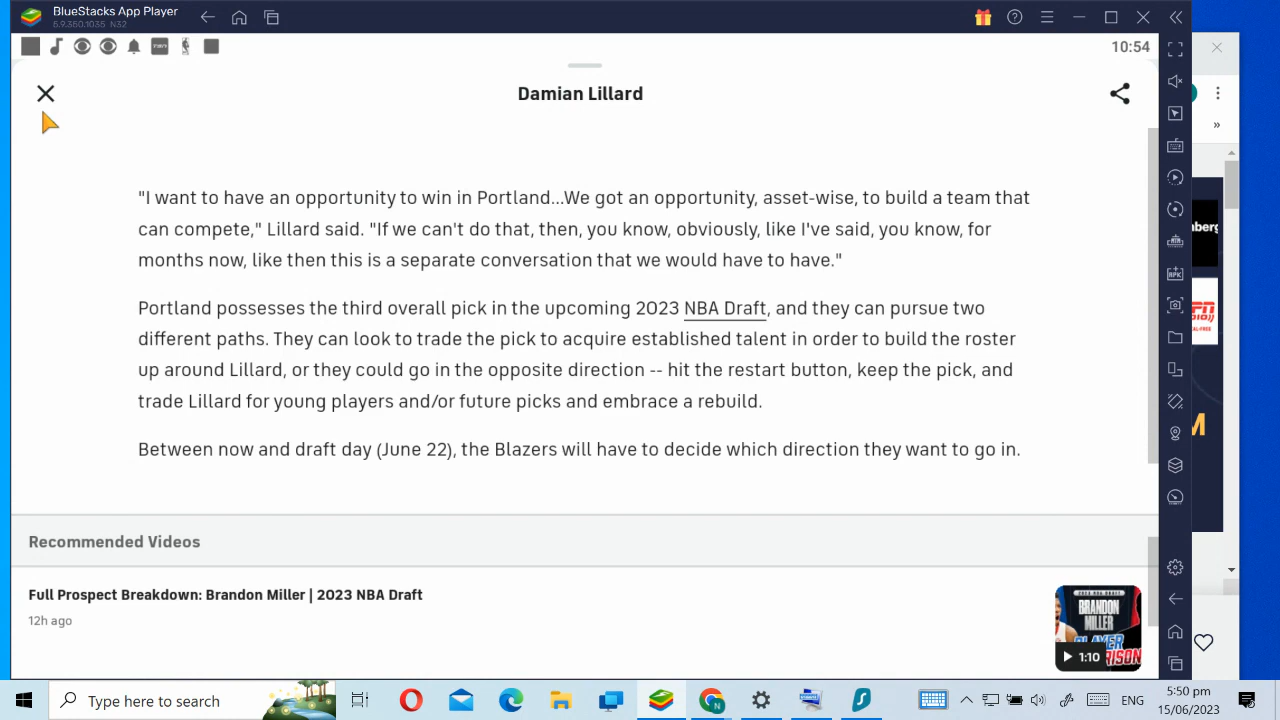 BlueStacks App Player
5.9.350.1035 N32
10:54
Damian Lillard
"I want to have an opportunity to win in Portland...We got an opportunity, asset-wise, to build a team that
can compete," Lillard said. "If we can't do that, then, you know, obviously, like I've said, you know, for
months now, like then this is a separate conversation that we would have to have."
Portland possesses the third overall pick in the upcoming 2023 NBA Draft, and they can pursue two
different paths. They can look to trade the pick to acquire established talent in order to build the roster
up around Lillard, or they could go in the opposite direction -- hit the restart button, keep the pick, and
trade Lillard for young players and/or future picks and embrace a rebuild.
Between now and draft day (June 22), the Blazers will have to decide which direction they want to go in.
Recommended Videos
Full Prospect Breakdown: Brandon Miller | 2023 NBA Draft
12h ago
BRANDON
MILLER
1:10
Type here to search
ENG
5:50 pm
15/06/2023